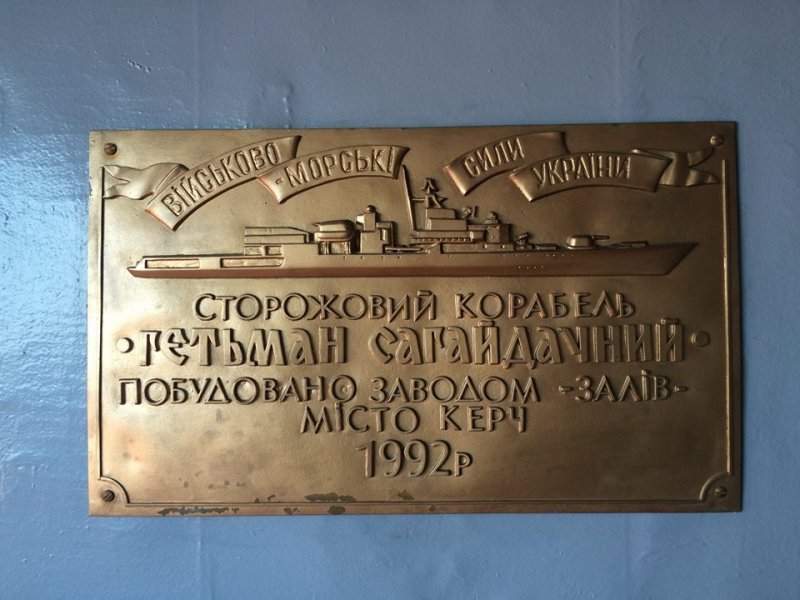 ВІЙСЬКОВО -МОРСЬКІ СИЛИ УКРАЇНИ
СТОРОЖОВИЙ КОРАБЕЛЬ
·ГЕТЬМАН САГАЙДАЧНИЙ·
ПОБУДОВАНО ЗАВОДОМ -ЗАЛІВ-
МІСТО КЕРЧ
1992р